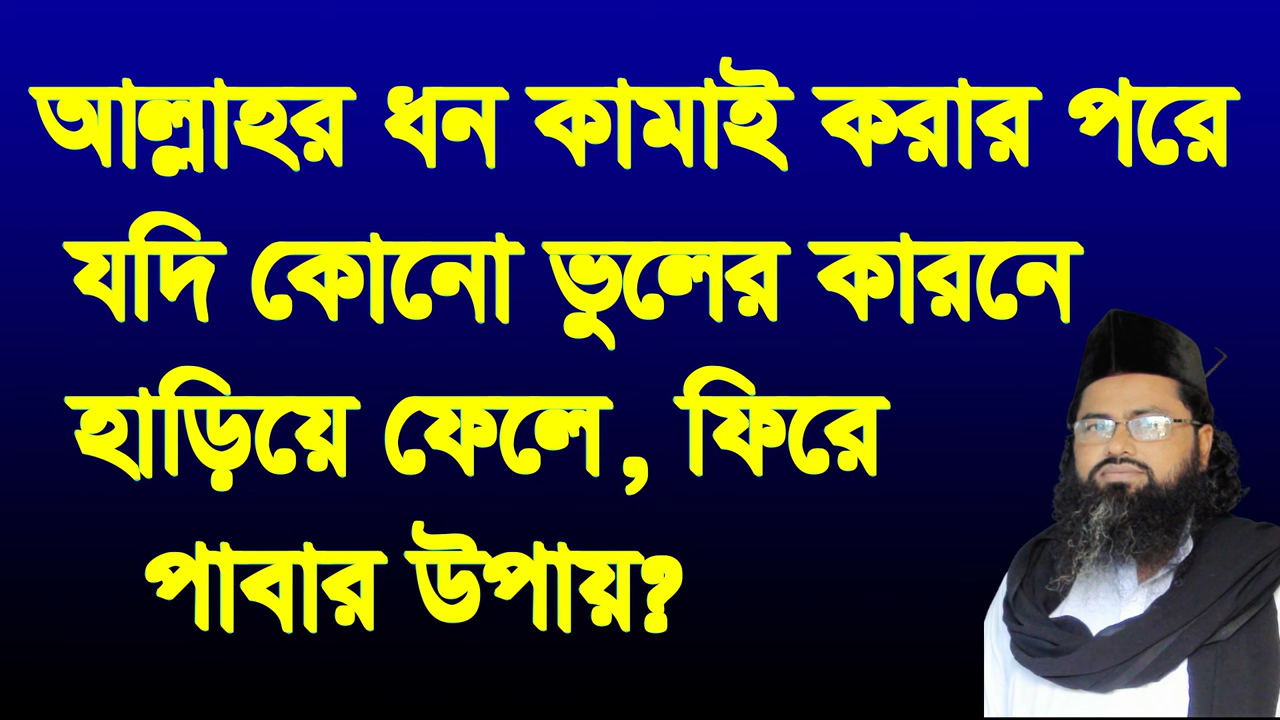 আল্লাহর ধন কামাই করার পরে
যদি কোনো ভুলের কারনে
হাড়িয়ে ফেলে, ফিরে
পাবার উপায়?